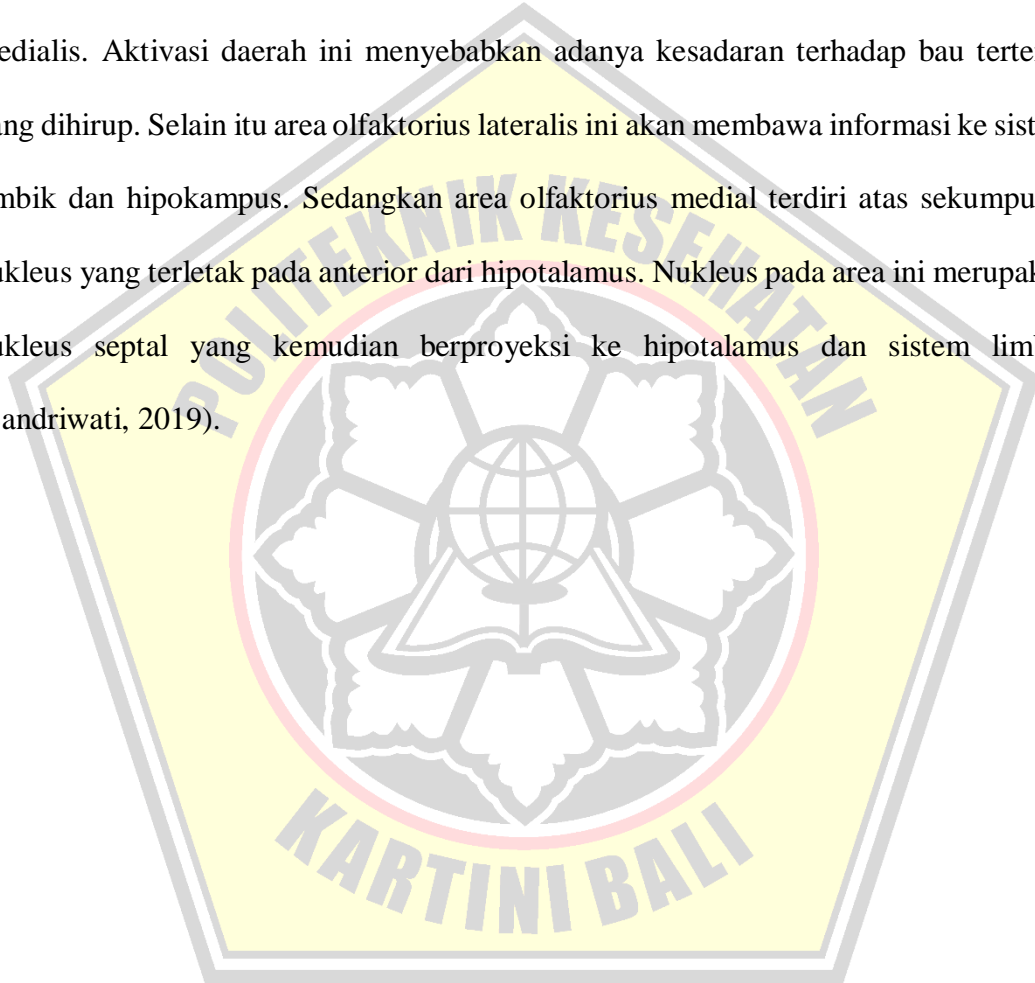 edialis. Aktivasi daerah ini menyebabkan adanya kesadaran terhadap bau terte
ang dihirup. Selain itu area olfaktorius lateralis ini akan membawa informasi ke sist
mbik dan hipokampus. Sedangkan area olfaktorius medial terdiri atas sekumpu
ukleus yang terletak pada anterior dari hipotalamus. Nukleus pada area ini merupak
ukleus septal yang kemudian berproyeksi ke hipotalamus dan sistem limb
andriwati, 2019).
POLITEKNIK KESEHATAN
KARTINI BALI